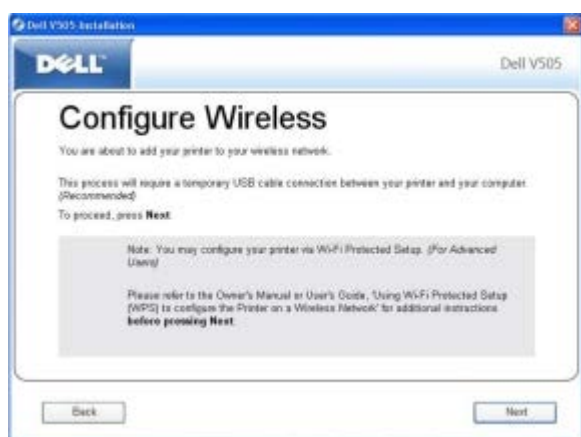 Dell V505 Installation
DELL
Dell V505
Configure Wireless
You are about to add your printer to your wireless network.
This process will require a temporary USB cable connection between your printer and your computer.
(Recommended)
To proceed, press Next
Note: You may configure your printer via Wi-Fi Protected Setup. (For Advanced
Users)
Please refer to the Owner's Manual or User's Guide, 'Using Wi-Fi Protected Setup
(WPS) to configure the Printer on a Wireless Network' for additional instructions
before pressing Next.
Back
Next